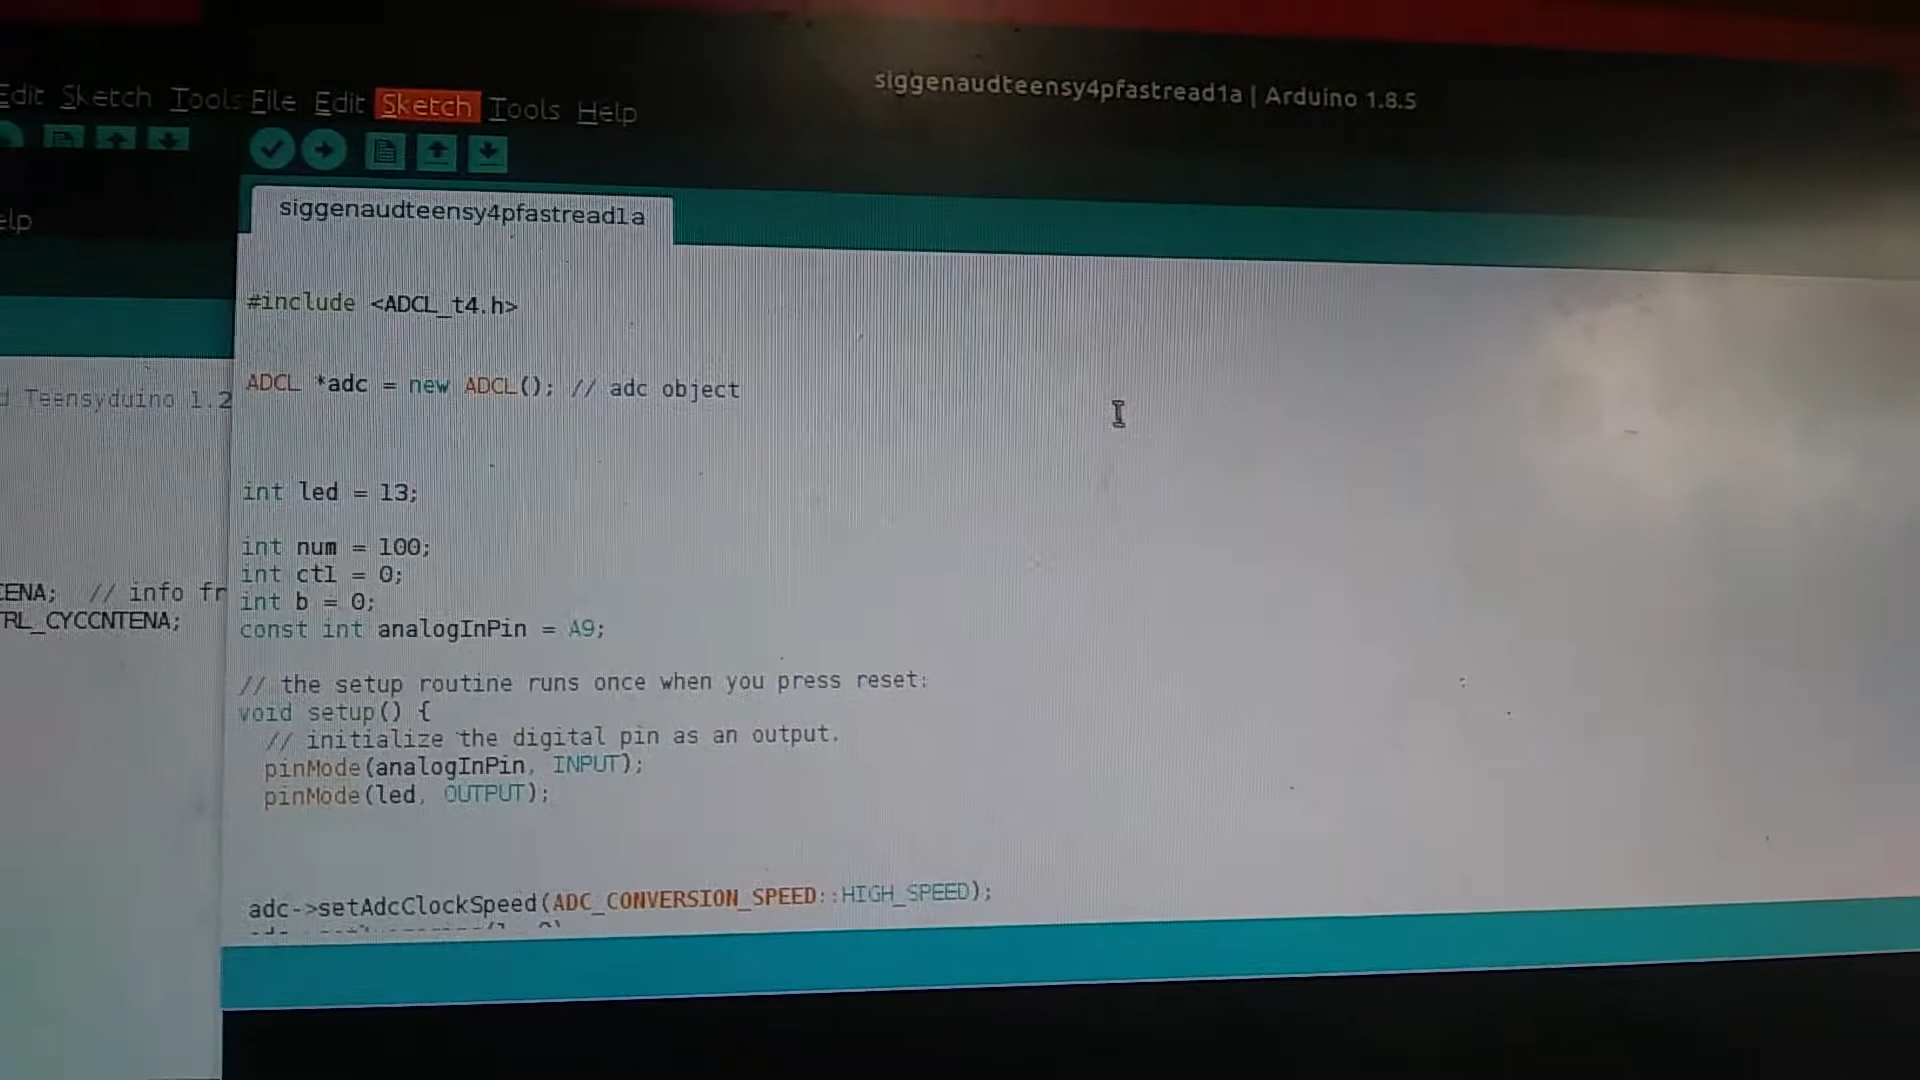 Edit Sketch Tools
File Edit Sketch Tools Help
siggenaudteensy4pfastread1a | Arduino 1.8.5
elp
siggenaudteensy4pfastread1a
d Teensyduino 1.2
CENA; // info fr
TRL_CYCCNTENA;
#include <ADCL_t4.h>
ADCL *adc = new ADCL(); // adc object
int led = 13;
int num = 100;
int ctl = 0;
int b = 0;
const int analogInPin = A9;
// the setup routine runs once when you press reset:
void setup() {
// initialize the digital pin as an output.
pinMode(analogInPin, INPUT);
pinMode(led, OUTPUT);
adc->setAdcClockSpeed(ADC_CONVERSION_SPEED::HIGH_SPEED);